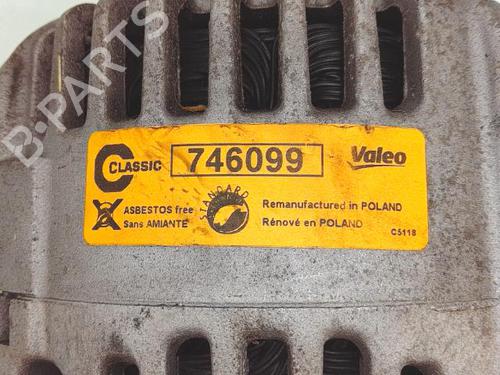 B-PARTS
C CLASSIC
746099
Valeo
ASBESTOS free
Sans AMIANTE
STANDARD
Remanufactured in POLAND
Rénové en POLAND
C5118